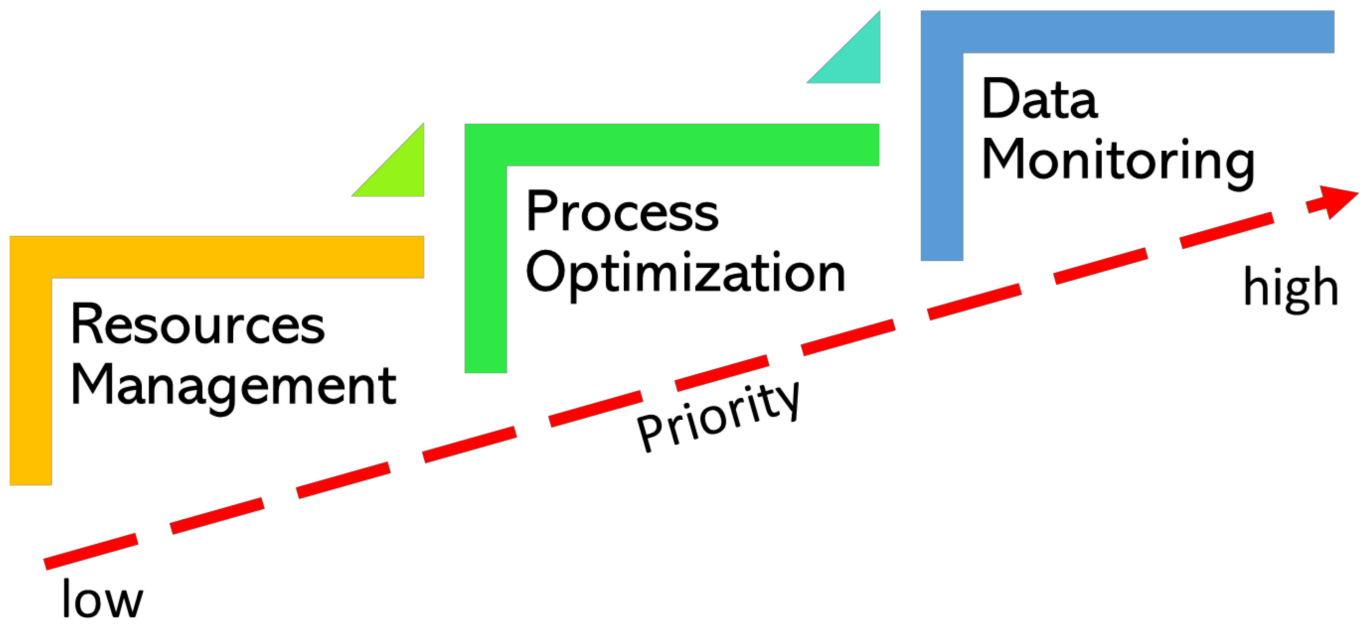 Data
Monitoring
Process
Optimization
Resources
Management
high
Priority
low